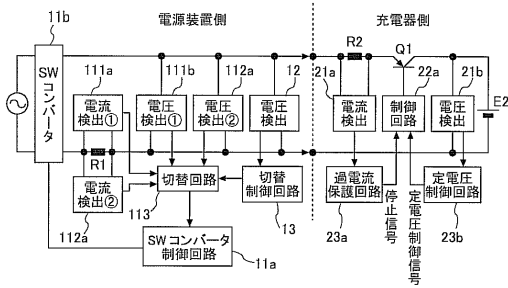 電源装置側
充電器側
11b
SWコンバータ
111a
電流検出①
R1
電流検出②
112a
111b
電圧検出①
112a
電圧検出②
12
電圧検出
切替回路
113
切替制御回路
13
SWコンバータ制御回路
11a
21a
R2
電流検出
Q1
22a
制御回路
21b
電圧検出
E2
過電流保護回路
23a
停止信号
定電圧制御信号
定電圧制御回路
23b